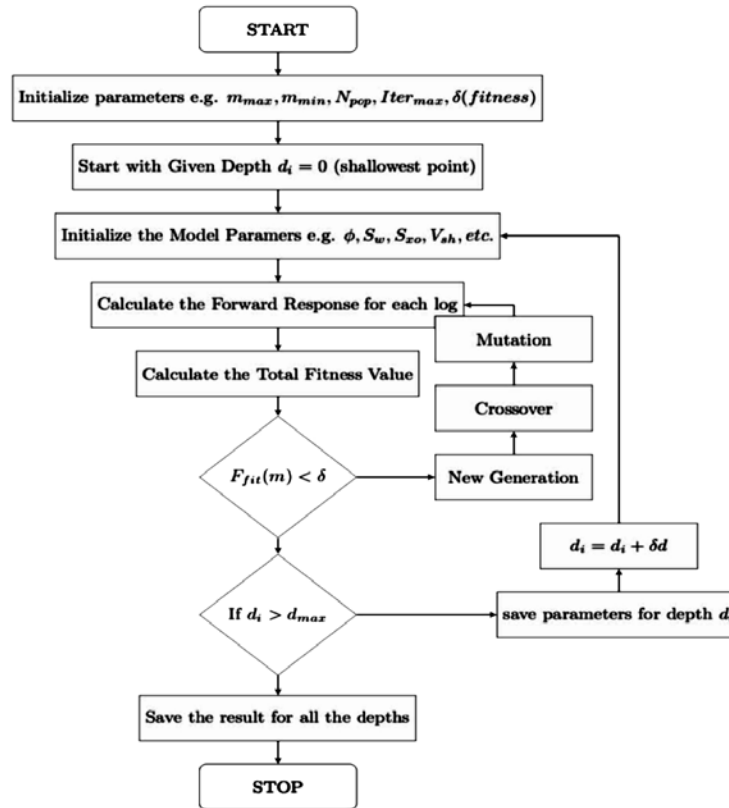 START
Initialize parameters e.g. m_max, m_min, N_pop, Iter_max, δ(fitness)
Start with Given Depth d_i = 0 (shallowest point)
Initialize the Model Paramers e.g. ϕ, S_w, S_xo, V_sh, etc.
Calculate the Forward Response for each log
Mutation
Calculate the Total Fitness Value
Crossover
F_fit(m) < δ
New Generation
d_i = d_i + δd
If d_i > d_max
save parameters for depth d
Save the result for all the depths
STOP